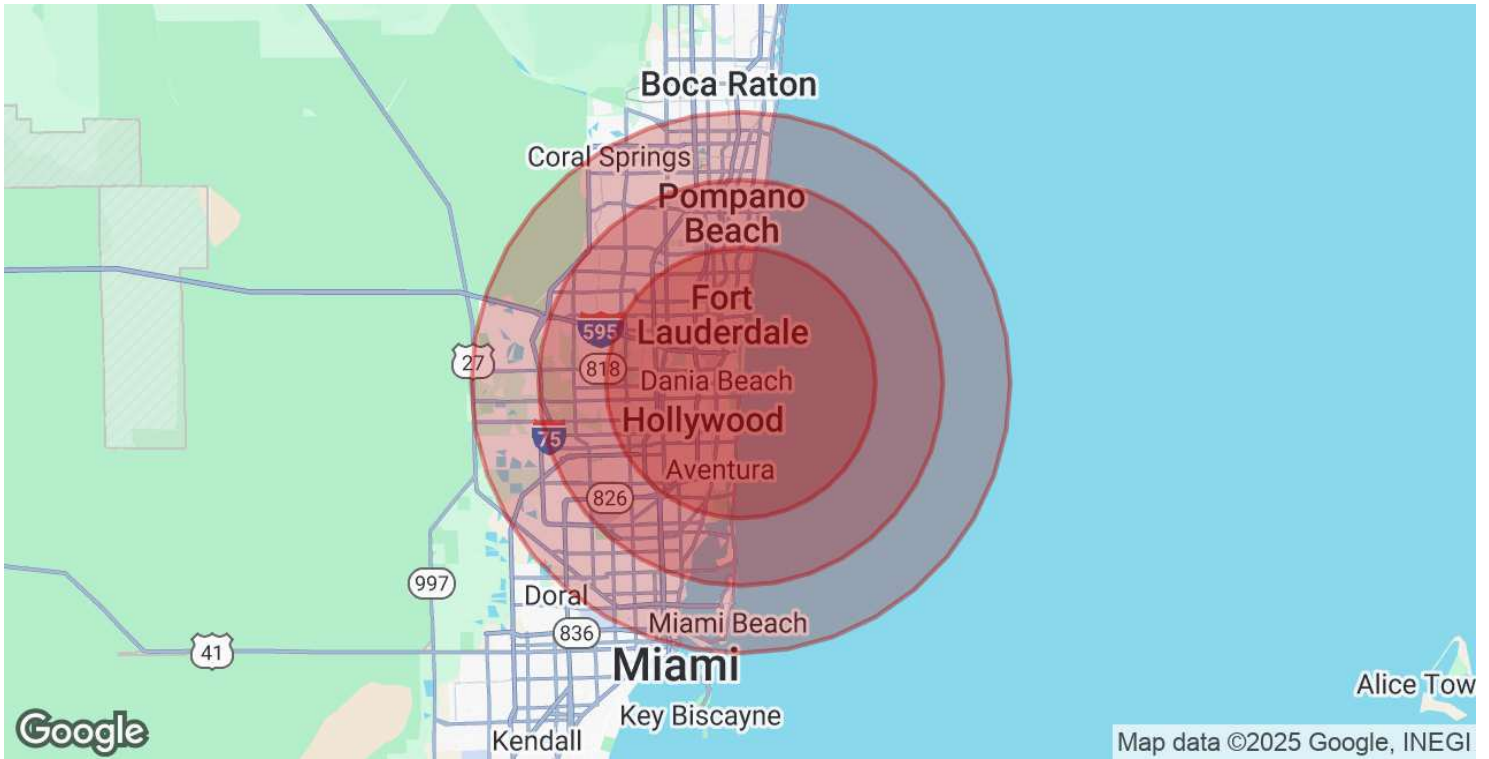 Boca Raton
Coral Springs
Pompano
Beach
Fort
Lauderdale
595
27
818
Dania Beach
Hollywood
75
Aventura
826
997
Doral
Miami Beach
836
41
Miami
Alice Tow
Key Biscayne
Google
Kendall
Map data ©2025 Google, INEGI